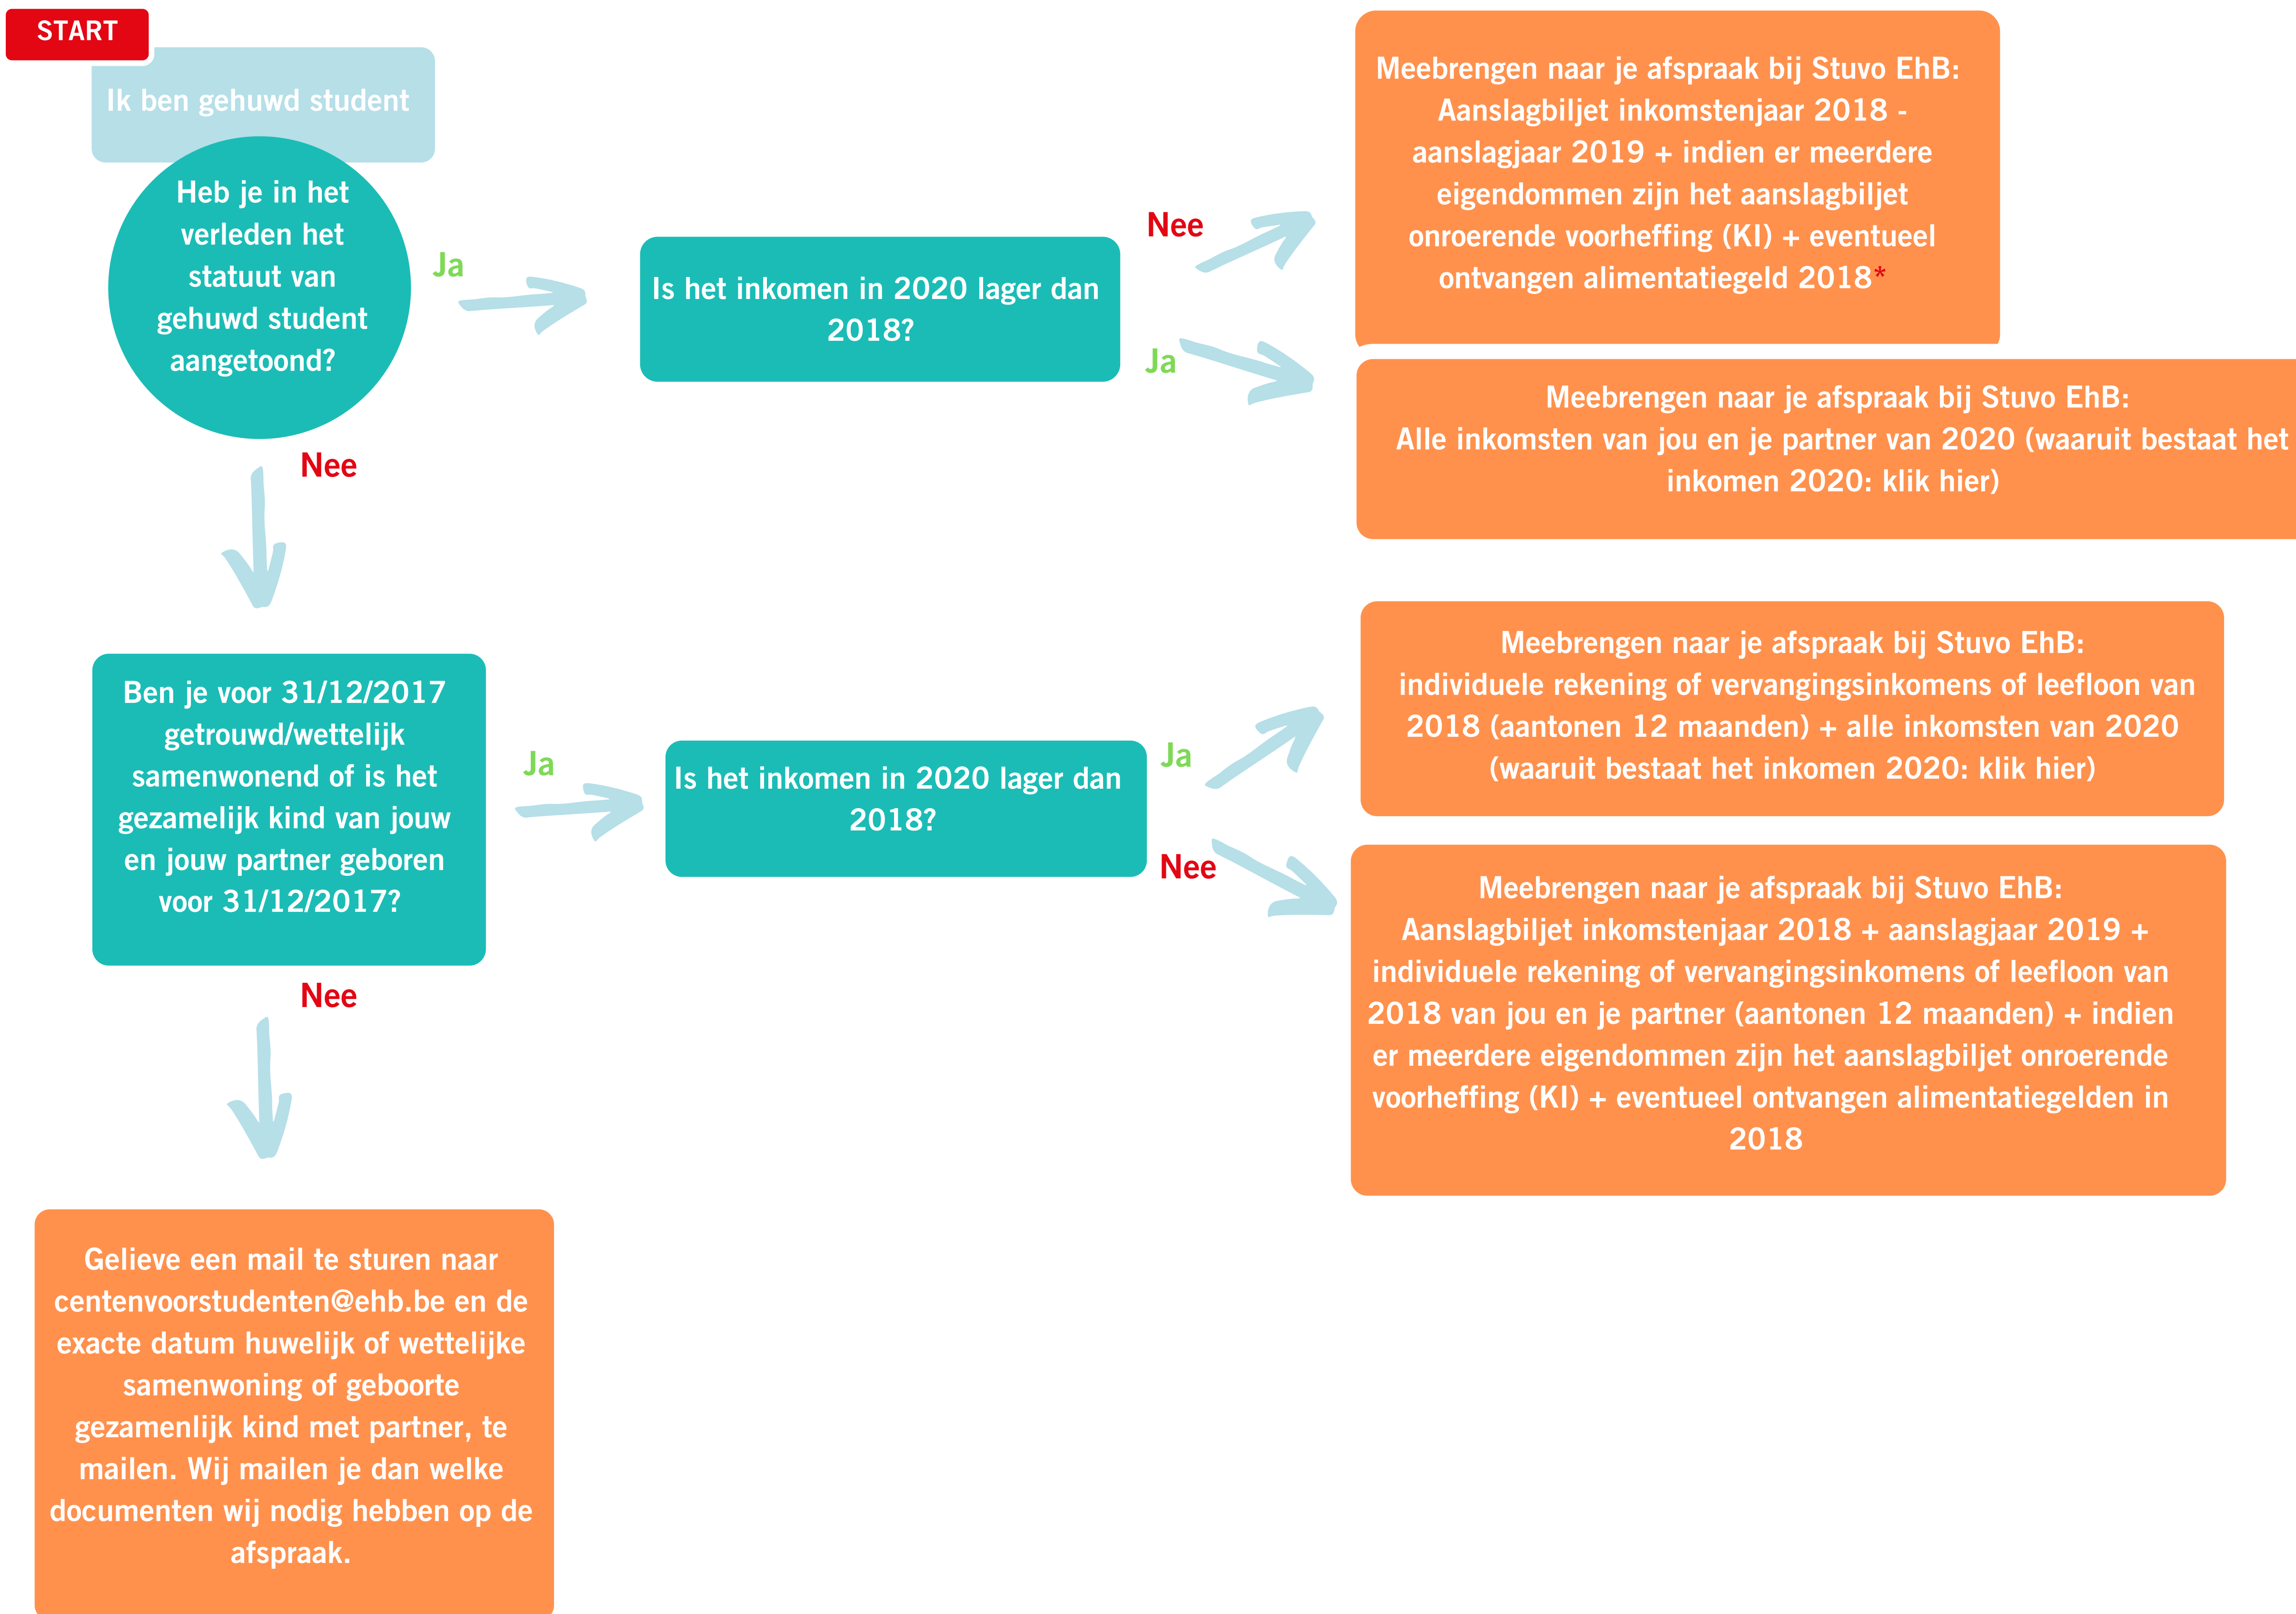 START
Ik ben gehuwd student
Heb je in het
verleden het
statuut van
gehuwd student
aangetoond?
Ja
Is het inkomen in 2020 lager dan
2018?
Nee
Meebrengen naar je afspraak bij Stuvo EhB:
Aanslagbiljet inkomstenjaar 2018 -
aanslagjaar 2019 + indien er meerdere
eigendommen zijn het aanslagbiljet
onroerende voorheffing (KI) + eventueel
ontvangen alimentatiegeld 2018*
Ja
Meebrengen naar je afspraak bij Stuvo EhB:
Alle inkomsten van jou en je partner van 2020 (waaruit bestaat het
inkomen 2020: klik hier)
Nee
Ben je voor 31/12/2017
getrouwd/wettelijk
samenwonend of is het
gezamelijk kind van jouw
en jouw partner geboren
voor 31/12/2017?
Ja
Is het inkomen in 2020 lager dan
2018?
Ja
Meebrengen naar je afspraak bij Stuvo EhB:
individuele rekening of vervangingsinkomens of leefloon van
2018 (aantonen 12 maanden) + alle inkomsten van 2020
(waaruit bestaat het inkomen 2020: klik hier)
Nee
Meebrengen naar je afspraak bij Stuvo EhB:
Aanslagbiljet inkomstenjaar 2018 + aanslagjaar 2019 +
individuele rekening of vervangingsinkomens of leefloon van
2018 van jou en je partner (aantonen 12 maanden) + indien
er meerdere eigendommen zijn het aanslagbiljet onroerende
voorheffing (KI) + eventueel ontvangen alimentatiegelden in
2018
Nee
Gelieve een mail te sturen naar
centenvoorstudenten@ehb.be en de
exacte datum huwelijk of wettelijke
samenwoning of geboorte
gezamenlijk kind met partner, te
mailen. Wij mailen je dan welke
documenten wij nodig hebben op de
afspraak.